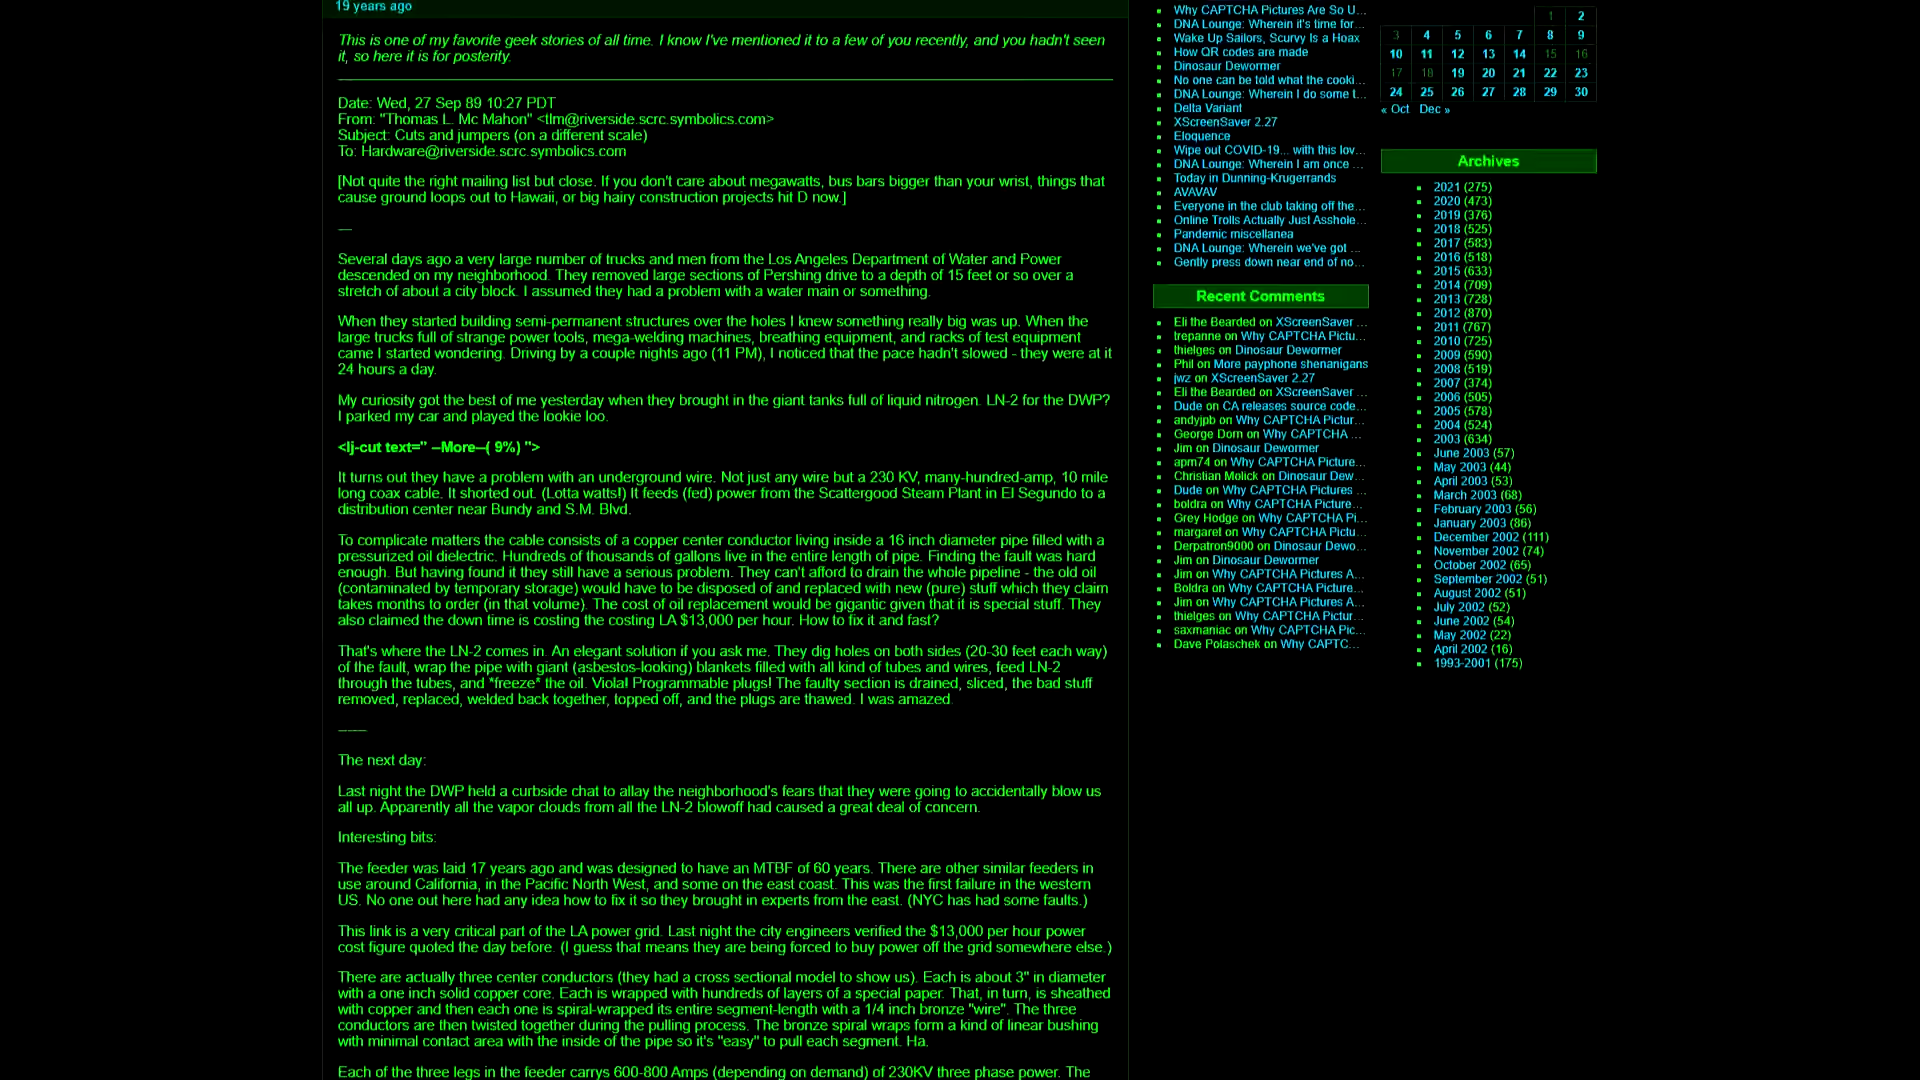 19 years ago
This is one of my favorite geek stories of all time. I know I've mentioned it to a few of you recently, and you hadn't seen
it, so here it is for posterity.
Date: Wed, 27 Sep 89 10:27 PDT
From: "Thomas L. Mc Mahon" <tlm@riverside.scrc.symbolics.com>
Subject: Cuts and jumpers (on a different scale)
To: Hardware@riverside.scrc.symbolics.com
[Not quite the right mailing list but close. If you don't care about megawatts, bus bars bigger than your wrist, things that
cause ground loops out to Hawaii, or big hairy construction projects hit D now.]
—
Several days ago a very large number of trucks and men from the Los Angeles Department of Water and Power
descended on my neighborhood. They removed large sections of Pershing drive to a depth of 15 feet or so over a
stretch of about a city block. I assumed they had a problem with a water main or something.
When they started building semi-permanent structures over the holes I knew something really big was up. When the
large trucks full of strange power tools, mega-welding machines, breathing equipment, and racks of test equipment
came I started wondering. Driving by a couple nights ago (11 PM), I noticed that the pace hadn't slowed - they were at it
24 hours a day.
My curiosity got the best of me yesterday when they brought in the giant tanks full of liquid nitrogen. LN-2 for the DWP?
I parked my car and played the lookie loo.
<lj-cut text=" –More–( 9%) ">
It turns out they have a problem with an underground wire. Not just any wire but a 230 KV, many-hundred-amp, 10 mile
long coax cable. It shorted out. (Lotta watts!) It feeds (fed) power from the Scattergood Steam Plant in El Segundo to a
distribution center near Bundy and S.M. Blvd.
To complicate matters the cable consists of a copper center conductor living inside a 16 inch diameter pipe filled with a
pressurized oil dielectric. Hundreds of thousands of gallons live in the entire length of pipe. Finding the fault was hard
enough. But having found it they still have a serious problem. They can't afford to drain the whole pipeline - the old oil
(contaminated by temporary storage) would have to be disposed of and replaced with new (pure) stuff which they claim
takes months to order (in that volume). The cost of oil replacement would be gigantic given that it is special stuff. They
also claimed the down time is costing the costing LA $13,000 per hour. How to fix it and fast?
That's where the LN-2 comes in. An elegant solution if you ask me. They dig holes on both sides (20-30 feet each way)
of the fault, wrap the pipe with giant (asbestos-looking) blankets filled with all kind of tubes and wires, feed LN-2
through the tubes, and *freeze* the oil. Viola! Programmable plugs! The faulty section is drained, sliced, the bad stuff
removed, replaced, welded back together, topped off, and the plugs are thawed. I was amazed.
——
The next day:
Last night the DWP held a curbside chat to allay the neighborhood's fears that they were going to accidentally blow us
all up. Apparently all the vapor clouds from all the LN-2 blowoff had caused a great deal of concern.
Interesting bits:
The feeder was laid 17 years ago and was designed to have an MTBF of 60 years. There are other similar feeders in
use around California, in the Pacific North West, and some on the east coast. This was the first failure in the western
US. No one out here had any idea how to fix it so they brought in experts from the east. (NYC has had some faults.)
This link is a very critical part of the LA power grid. Last night the city engineers verified the $13,000 per hour power
cost figure quoted the day before. (I guess that means they are being forced to buy power off the grid somewhere else.)
There are actually three center conductors (they had a cross sectional model to show us). Each is about 3" in diameter
with a one inch solid copper core. Each is wrapped with hundreds of layers of a special paper. That, in turn, is sheathed
with copper and then each one is spiral-wrapped its entire segment-length with a 1/4 inch bronze "wire". The three
conductors are then twisted together during the pulling process. The bronze spiral wraps form a kind of linear bushing
with minimal contact area with the inside of the pipe so it's "easy" to pull each segment. Ha.
Each of the three legs in the feeder carrys 600-800 Amps (depending on demand) of 230KV three phase power. The
Why CAPTCHA Pictures Are So U…
DNA Lounge: Wherein it's time for…
Wake Up Sailors, Scurvy Is a Hoax
How QR codes are made
Dinosaur Dewormer
No one can be told what the cooki…
DNA Lounge: Wherein I do some t…
Delta Variant
XScreenSaver 2.27
Eloquence
Wipe out COVID-19... with this lov…
DNA Lounge: Wherein I am once …
Today in Dunning-Krugerrands
AVAVAV
Everyone in the club taking off the…
Online Trolls Actually Just Asshole…
Pandemic miscellanea
DNA Lounge: Wherein we've got …
Gently press down near end of no…
Recent Comments
Eli the Bearded on XScreenSaver …
trepanne on Why CAPTCHA Pictu…
thielges on Dinosaur Dewormer
Phil on More payphone shenanigans
jwz on XScreenSaver 2.27
Eli the Bearded on XScreenSaver …
Dude on CA releases source code…
andyjpb on Why CAPTCHA Pictur…
George Dorn on Why CAPTCHA …
Jim on Dinosaur Dewormer
apm74 on Why CAPTCHA Picture…
Christian Molick on Dinosaur Dew…
Dude on Why CAPTCHA Pictures …
boldra on Why CAPTCHA Picture…
Grey Hodge on Why CAPTCHA Pi…
margaret on Why CAPTCHA Pictu…
Derpatron9000 on Dinosaur Dewo…
Jim on Dinosaur Dewormer
Jim on Why CAPTCHA Pictures A…
Boldra on Why CAPTCHA Picture…
Jim on Why CAPTCHA Pictures A…
thielges on Why CAPTCHA Pictur…
saxmaniac on Why CAPTCHA Pic…
Dave Polaschek on Why CAPTC…
1 2
3 4 5 6 7 8 9
10 11 12 13 14 15 16
17 18 19 20 21 22 23
24 25 26 27 28 29 30
« Oct Dec »
Archives
2021 (275)
2020 (473)
2019 (376)
2018 (525)
2017 (583)
2016 (518)
2015 (633)
2014 (709)
2013 (728)
2012 (870)
2011 (767)
2010 (725)
2009 (590)
2008 (519)
2007 (374)
2006 (505)
2005 (578)
2004 (524)
2003 (634)
June 2003 (57)
May 2003 (44)
April 2003 (53)
March 2003 (68)
February 2003 (56)
January 2003 (86)
December 2002 (111)
November 2002 (74)
October 2002 (65)
September 2002 (51)
August 2002 (51)
July 2002 (52)
June 2002 (54)
May 2002 (22)
April 2002 (16)
1993-2001 (175)